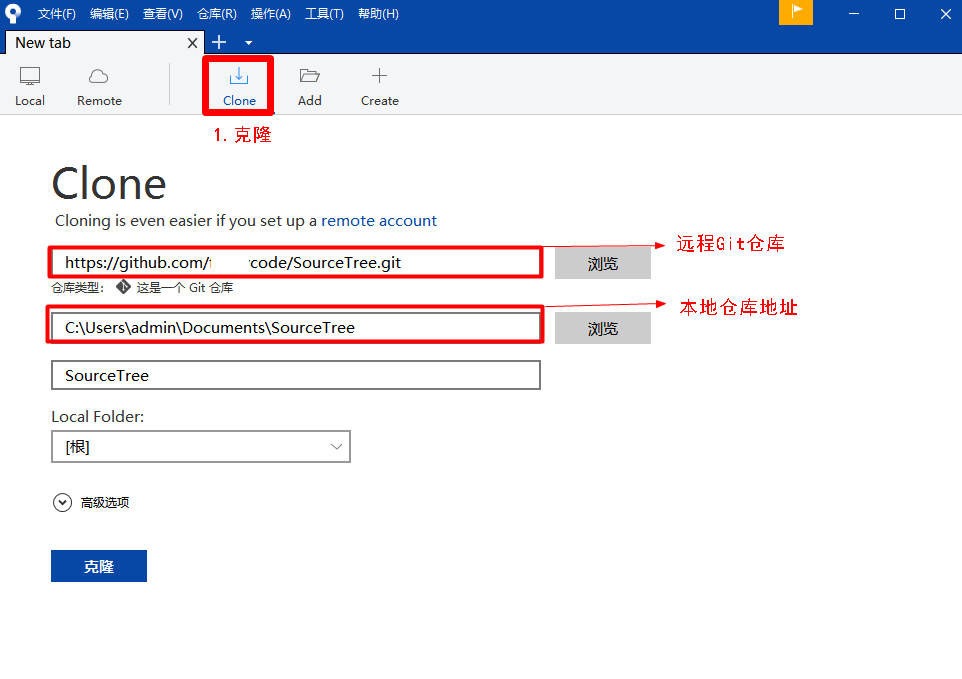 文件(F) 编辑(E) 查看(V) 仓库(R) 操作(A) 工具(T) 帮助(H)
New tab
Local Remote Clone Add Create
1. 克隆
Clone
Cloning is even easier if you set up a remote account
https://github.com/ code/SourceTree.git 浏览 远程Git仓库
仓库类型: 这是一个 Git 仓库
C:\Users\admin\Documents\SourceTree 浏览 本地仓库地址
SourceTree
Local Folder:
[根]
高级选项
克隆